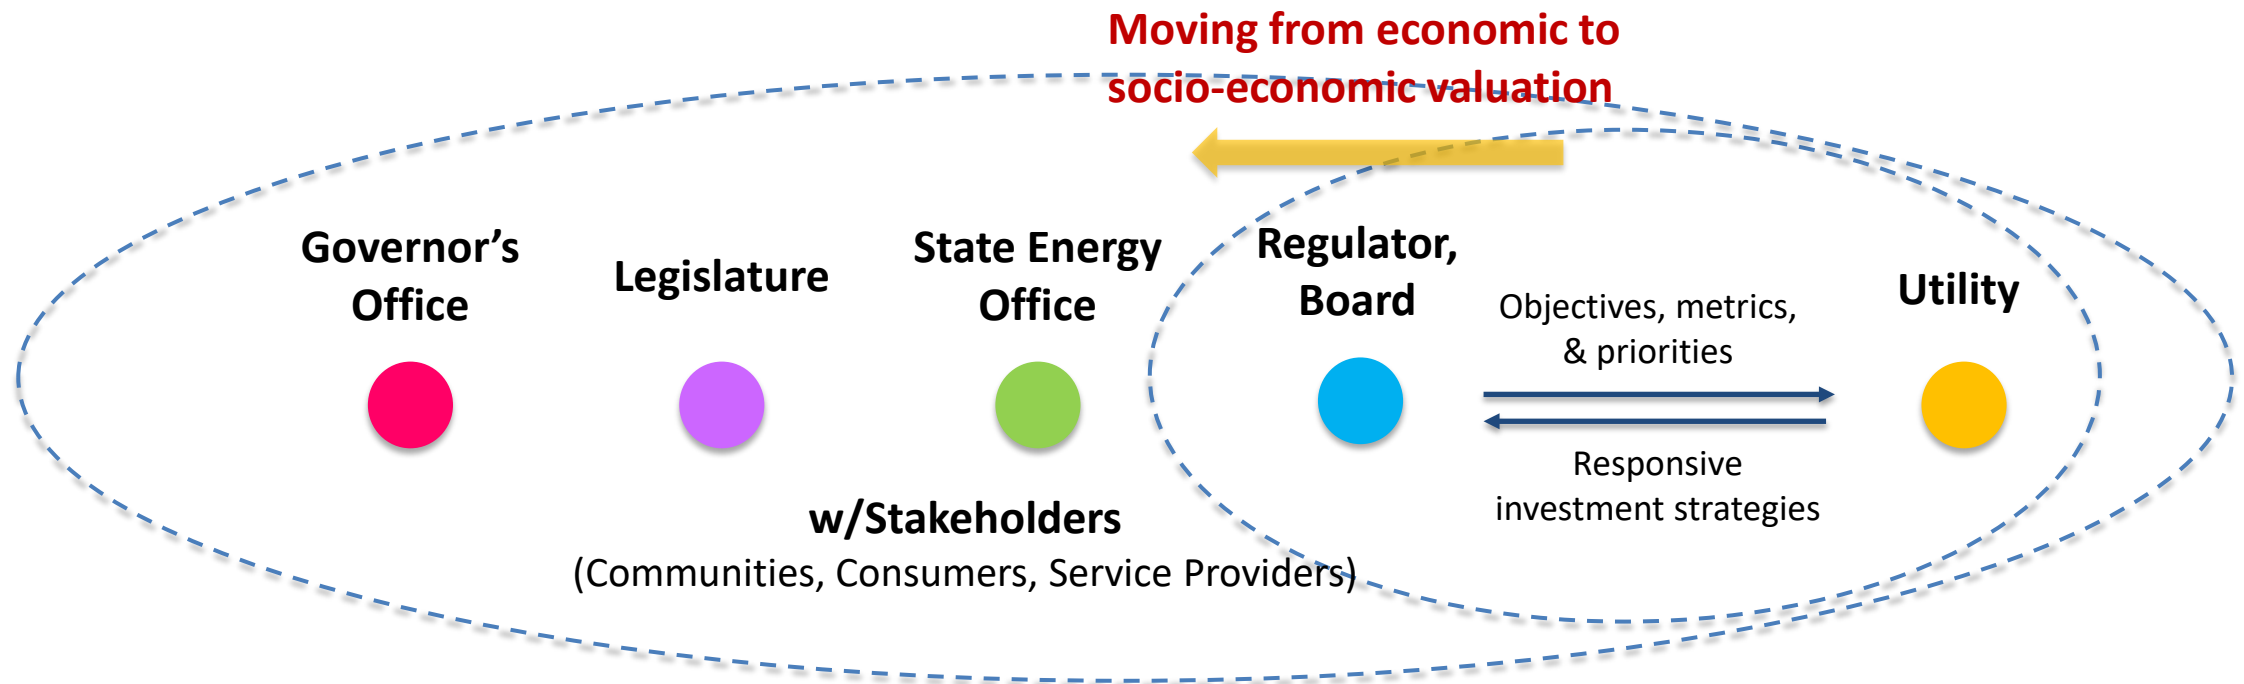 Moving from economic to
socio-economic valuation
Governor’s
Office
Legislature
State Energy
Office
Regulator,
Board
Objectives, metrics,
& priorities
Utility
Responsive
investment strategies
w/Stakeholders
(Communities, Consumers, Service Providers)